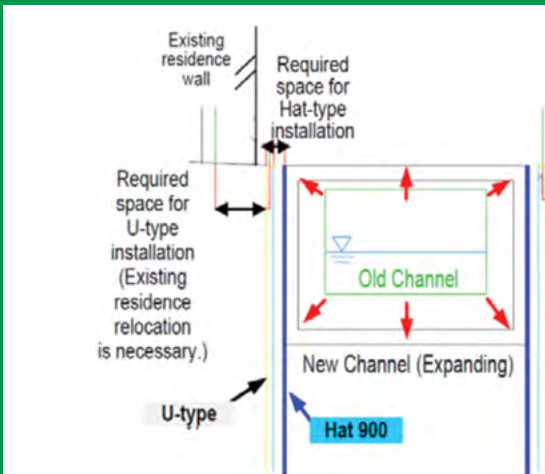 Existing
residence
wall
Required
space for
Hat-type
installation
Required
space for
U-type
installation
(Existing
residence
relocation
is necessary.)
Old Channel
New Channel (Expanding)
U-type
Hat 900